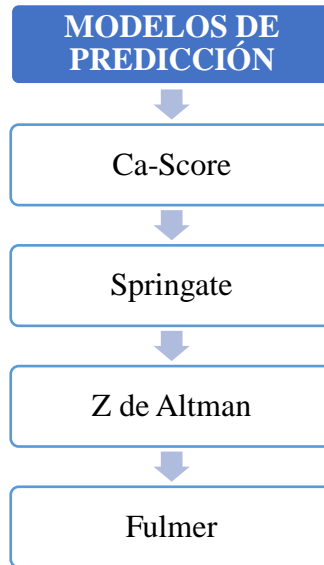 MODELOS DE
PREDICCIÓN
Ca-Score
Springate
Z de Altman
Fulmer